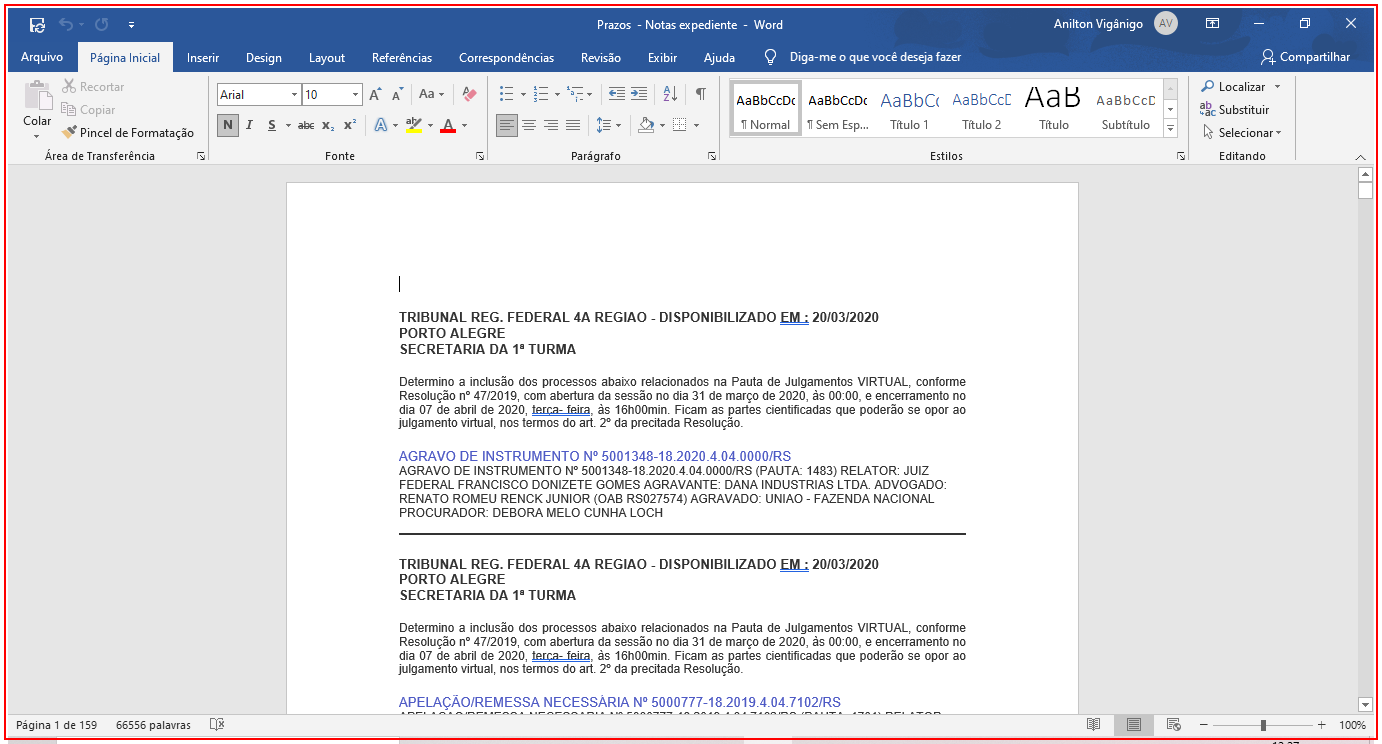 Prazos - Notas expediente - Word
Anilton Vigânigo
AV
Arquivo
Página Inicial
Inserir
Design
Layout
Referências
Correspondências
Revisão
Exibir
Ajuda
Diga-me o que você deseja fazer
Compartilhar
Colar
Recortar
Copiar
Pincel de Formatação
Área de Transferência
Arial
10
Aa
N I S abc x₂ x²
A
ab
A
Fonte
Parágrafo
AaBbCcDc
¶ Normal
AaBbCcDc
¶ Sem Esp...
AaBbCc
Título 1
AaBbCcD
Título 2
AaB
Título
AaBbCcD
Subtítulo
Estilos
Localizar
Substituir
Selecionar
Editando
TRIBUNAL REG. FEDERAL 4A REGIAO - DISPONIBILIZADO EM : 20/03/2020
PORTO ALEGRE
SECRETARIA DA 1ª TURMA
Determino a inclusão dos processos abaixo relacionados na Pauta de Julgamentos VIRTUAL, conforme
Resolução nº 47/2019, com abertura da sessão no dia 31 de março de 2020, às 00:00, e encerramento no
dia 07 de abril de 2020, terça- feira, às 16h00min. Ficam as partes cientificadas que poderão se opor ao
julgamento virtual, nos termos do art. 2º da precitada Resolução.
AGRAVO DE INSTRUMENTO Nº 5001348-18.2020.4.04.0000/RS
AGRAVO DE INSTRUMENTO Nº 5001348-18.2020.4.04.0000/RS (PAUTA: 1483) RELATOR: JUIZ
FEDERAL FRANCISCO DONIZETE GOMES AGRAVANTE: DANA INDUSTRIAS LTDA. ADVOGADO:
RENATO ROMEU RENCK JUNIOR (OAB RS027574) AGRAVADO: UNIAO - FAZENDA NACIONAL
PROCURADOR: DEBORA MELO CUNHA LOCH
TRIBUNAL REG. FEDERAL 4A REGIAO - DISPONIBILIZADO EM : 20/03/2020
PORTO ALEGRE
SECRETARIA DA 1ª TURMA
Determino a inclusão dos processos abaixo relacionados na Pauta de Julgamentos VIRTUAL, conforme
Resolução nº 47/2019, com abertura da sessão no dia 31 de março de 2020, às 00:00, e encerramento no
dia 07 de abril de 2020, terça- feira, às 16h00min. Ficam as partes cientificadas que poderão se opor ao
julgamento virtual, nos termos do art. 2º da precitada Resolução.
APELAÇÃO/REMESSA NECESSÁRIA Nº 5000777-18.2019.4.04.7102/RS
Página 1 de 159
66556 palavras
100%